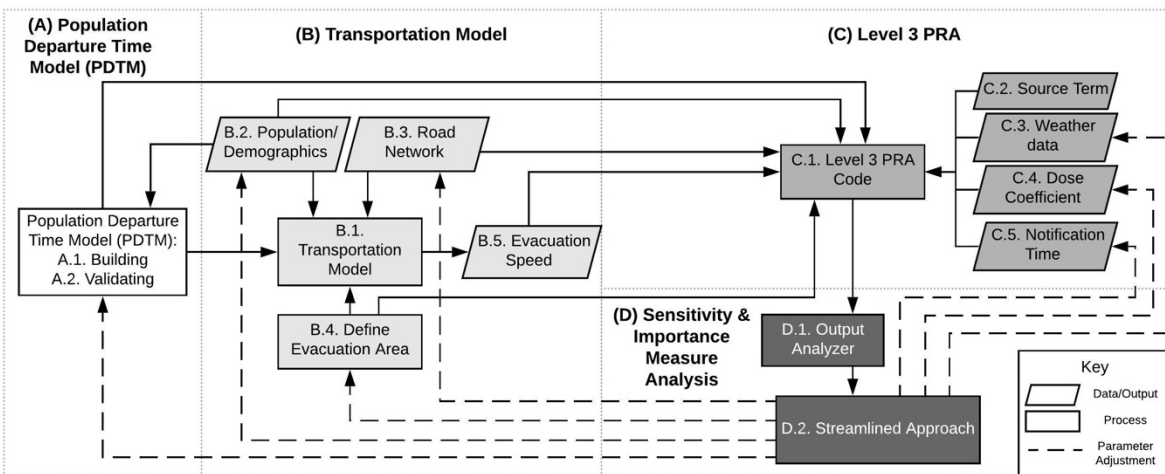 (A) Population
Departure Time
Model (PDTM)
(B) Transportation Model
(C) Level 3 PRA
B.2. Population/
Demographics
B.3. Road
Network
C.1. Level 3 PRA
Code
C.2. Source Term
C.3. Weather
data
C.4. Dose
Coefficient
C.5. Notification
Time
Population Departure
Time Model (PDTM):
A.1. Building
A.2. Validating
B.1.
Transportation
Model
B.5. Evacuation
Speed
B.4. Define
Evacuation Area
(D) Sensitivity &
Importance
Measure
Analysis
D.1. Output
Analyzer
D.2. Streamlined Approach
Key
Data/Output
Process
Parameter
Adjustment